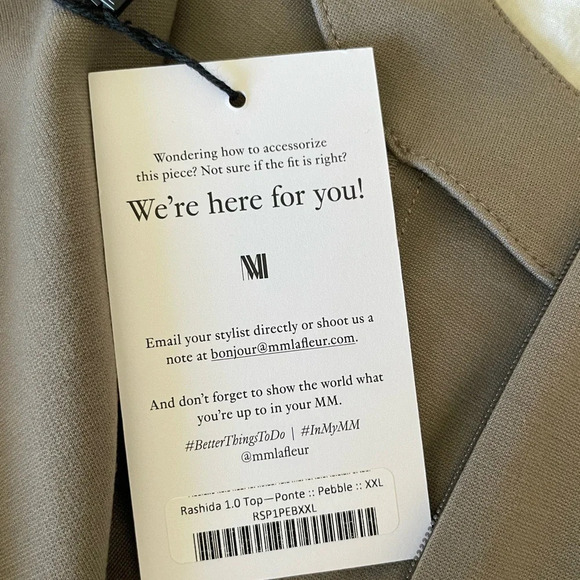 Wondering how to accessorize
this piece? Not sure if the fit is right?
We're here for you!
MM
Email your stylist directly or shoot us a
note at bonjour@mmlafleur.com.
And don't forget to show the world what
you're up to in your MM.
#BetterThingsToDo | #InMyMM
@mmlafleur
Rashida 1.0 Top—Ponte :: Pebble :: XXL
RSP1PEBXXL